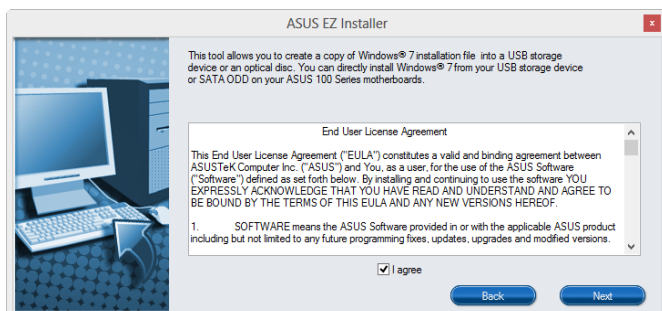 ASUS EZ Installer
x
This tool allows you to create a copy of Windows® 7 installation file into a USB storage
device or an optical disc. You can directly install Windows® 7 from your USB storage device
or SATA ODD on your ASUS 100 Series motherboards.
End User License Agreement
This End User License Agreement ("EULA") constitutes a valid and binding agreement between
ASUSTeK Computer Inc. ("ASUS") and You, as a user, for the use of the ASUS Software
("Software") defined as set forth below. By installing and continuing to use the software YOU
EXPRESSLY ACKNOWLEDGE THAT YOU HAVE READ AND UNDERSTAND AND AGREE TO
BE BOUND BY THE TERMS OF THIS EULA AND ANY NEW VERSIONS HEREOF.
1. SOFTWARE means the ASUS Software provided in or with the applicable ASUS product
including but not limited to any future programming fixes, updates, upgrades and modified versions.
I agree
Back Next